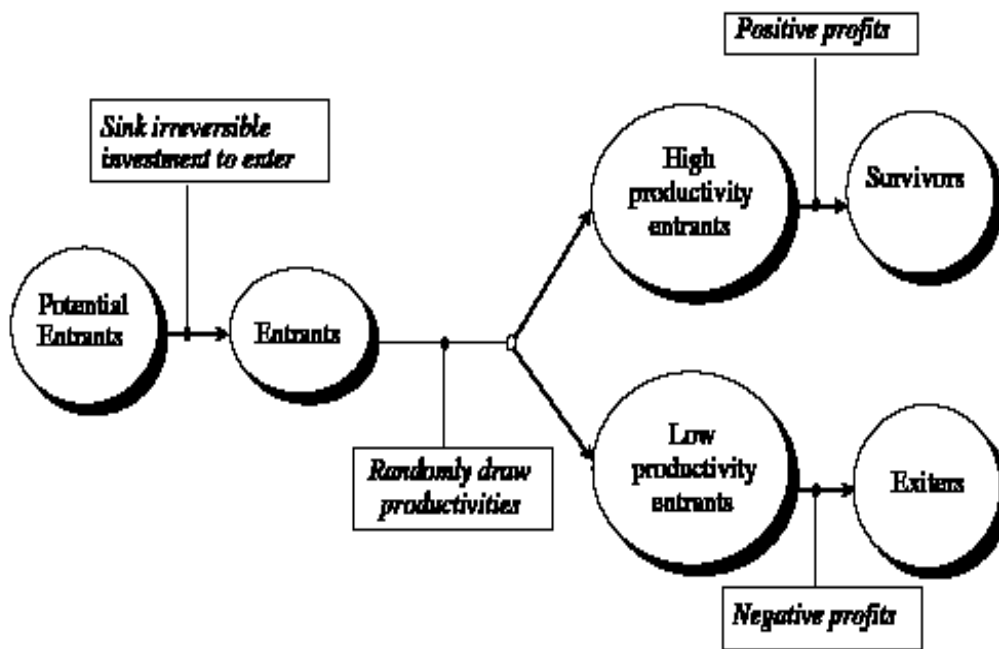 Sink irreversible
investment to enter
Potential
Entrants
Entrants
Randomly draw
productivities
High
productivity
entrants
Positive profits
Survivors
Low
productivity
entrants
Negative profits
Exiters